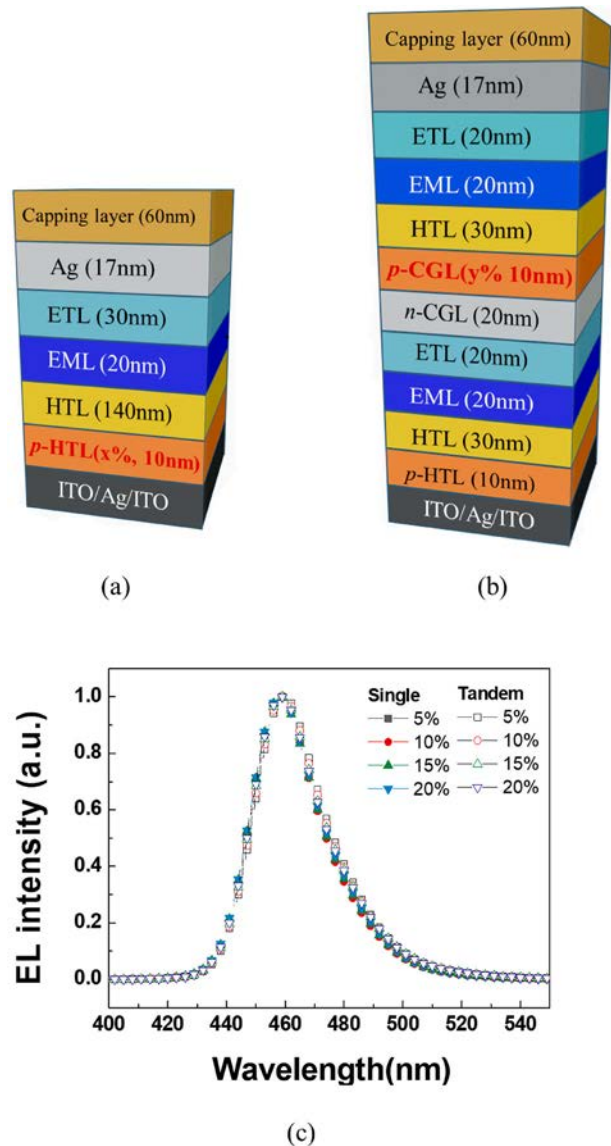 Capping layer (60nm)
Ag (17nm)
ETL (30nm)
EML (20nm)
HTL (140nm)
p-HTL(x%, 10nm)
ITO/Ag/ITO
(a)
Capping layer (60nm)
Ag (17nm)
ETL (20nm)
EML (20nm)
HTL (30nm)
p-CGL(y% 10nm)
n-CGL (20nm)
ETL (20nm)
EML (20nm)
HTL (30nm)
p-HTL (10nm)
ITO/Ag/ITO
(b)
EL intensity (a.u.)
1.0
0.8
0.6
0.4
0.2
0.0
Single Tandem
5% 5%
10% 10%
15% 15%
20% 20%
400 420 440 460 480 500 520 540
Wavelength(nm)
(c)